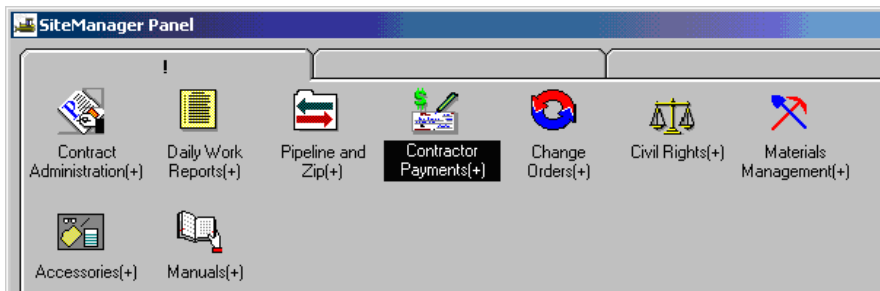 SiteManager Panel
!
Contract Administration(+)
Daily Work Reports(+)
Pipeline and Zip(+)
Contractor Payments(+)
Change Orders(+)
Civil Rights(+)
Materials Management(+)
Accessories(+)
Manuals(+)